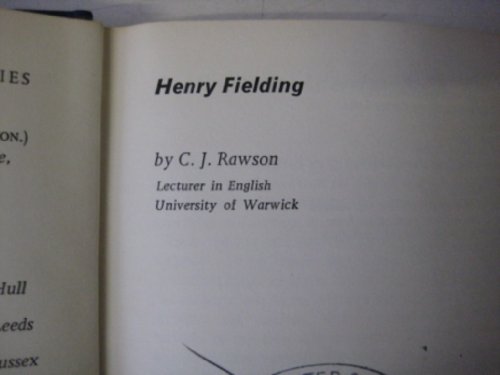 IES
ON.)
e,
Hull
Leeds
ussex
Henry Fielding
by C. J. Rawson
Lecturer in English
University of Warwick